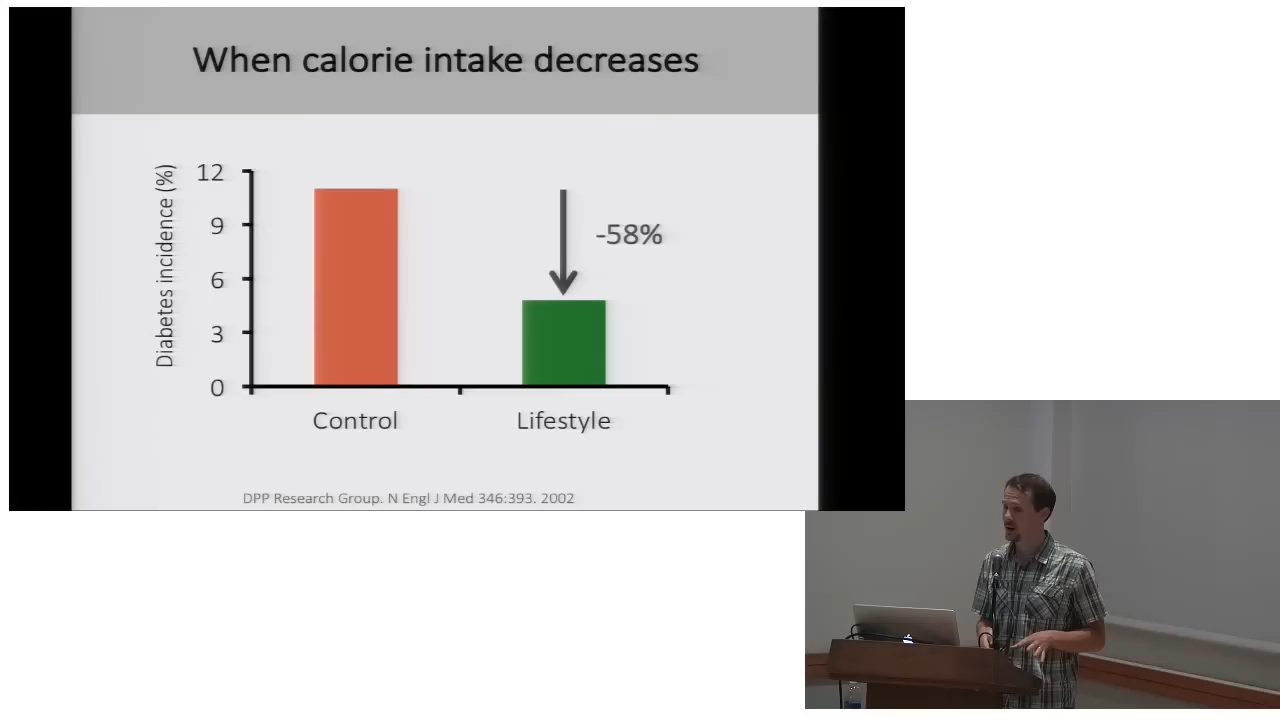 When calorie intake decreases
Diabetes incidence (%)
12
9
6
3
0
-58%
Control
Lifestyle
DPP Research Group. N Engl J Med 346:393. 2002